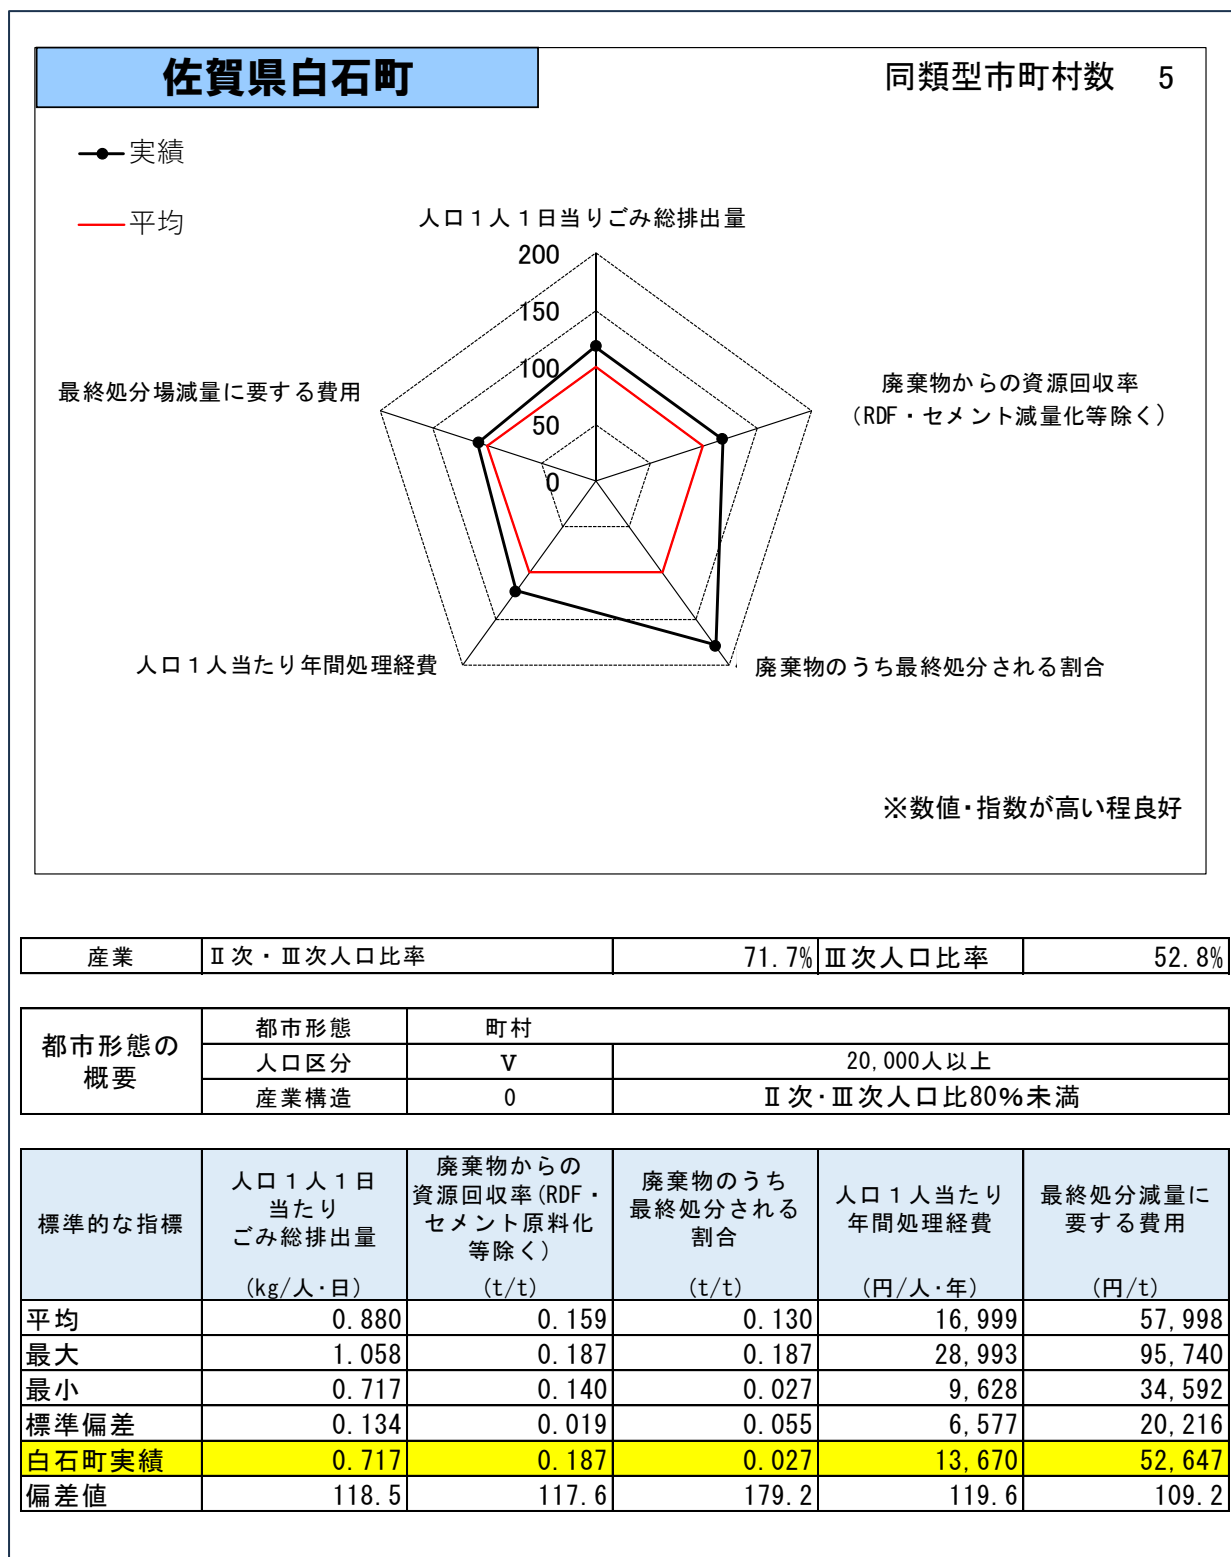 佐賀県白石町
同類型市町村数 5
実績
平均
人口1人1日当りごみ総排出量
200
150
100
50
0
最終処分場減量に要する費用
廃棄物からの資源回収率
(RDF・セメント減量化等除く)
人口1人当たり年間処理経費
廃棄物のうち最終処分される割合
※数値・指数が高い程良好
産業 Ⅱ次・Ⅲ次人口比率 71.7% Ⅲ次人口比率 52.8%
都市形態の
概要
都市形態 町村
人口区分 Ⅴ 20,000人以上
産業構造 0 Ⅱ次・Ⅲ次人口比80%未満
標準的な指標
人口1人1日
当たり
ごみ総排出量
(kg/人・日)
廃棄物からの
資源回収率(RDF・
セメント原料化
等除く)
(t/t)
廃棄物のうち
最終処分される
割合
(t/t)
人口1人当たり
年間処理経費
(円/人・年)
最終処分減量に
要する費用
(円/t)
平均 0.880 0.159 0.130 16,999 57,998
最大 1.058 0.187 0.187 28,993 95,740
最小 0.717 0.140 0.027 9,628 34,592
標準偏差 0.134 0.019 0.055 6,577 20,216
白石町実績 0.717 0.187 0.027 13,670 52,647
偏差値 118.5 117.6 179.2 119.6 109.2